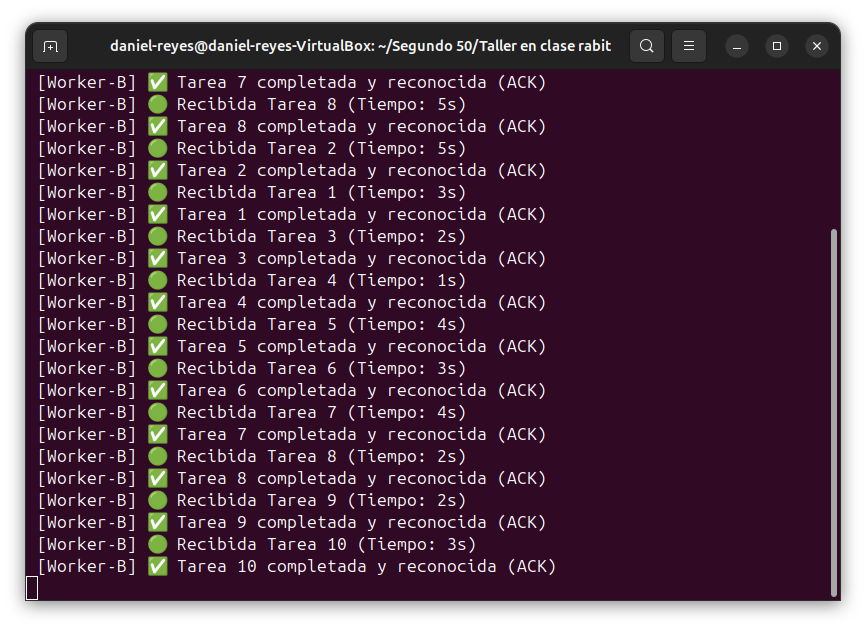 daniel-reyes@daniel-reyes-VirtualBox: ~/Segundo 50/Taller en clase rabit
[Worker-B] ✅ Tarea 7 completada y reconocida (ACK)
[Worker-B] 🟢 Recibida Tarea 8 (Tiempo: 5s)
[Worker-B] ✅ Tarea 8 completada y reconocida (ACK)
[Worker-B] 🟢 Recibida Tarea 2 (Tiempo: 5s)
[Worker-B] ✅ Tarea 2 completada y reconocida (ACK)
[Worker-B] 🟢 Recibida Tarea 1 (Tiempo: 3s)
[Worker-B] ✅ Tarea 1 completada y reconocida (ACK)
[Worker-B] 🟢 Recibida Tarea 3 (Tiempo: 2s)
[Worker-B] ✅ Tarea 3 completada y reconocida (ACK)
[Worker-B] 🟢 Recibida Tarea 4 (Tiempo: 1s)
[Worker-B] ✅ Tarea 4 completada y reconocida (ACK)
[Worker-B] 🟢 Recibida Tarea 5 (Tiempo: 4s)
[Worker-B] ✅ Tarea 5 completada y reconocida (ACK)
[Worker-B] 🟢 Recibida Tarea 6 (Tiempo: 3s)
[Worker-B] ✅ Tarea 6 completada y reconocida (ACK)
[Worker-B] 🟢 Recibida Tarea 7 (Tiempo: 4s)
[Worker-B] ✅ Tarea 7 completada y reconocida (ACK)
[Worker-B] 🟢 Recibida Tarea 8 (Tiempo: 2s)
[Worker-B] ✅ Tarea 8 completada y reconocida (ACK)
[Worker-B] 🟢 Recibida Tarea 9 (Tiempo: 2s)
[Worker-B] ✅ Tarea 9 completada y reconocida (ACK)
[Worker-B] 🟢 Recibida Tarea 10 (Tiempo: 3s)
[Worker-B] ✅ Tarea 10 completada y reconocida (ACK)